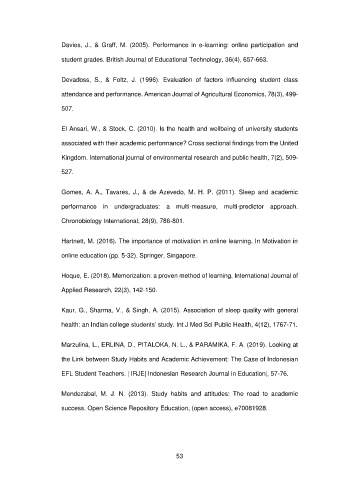 Davies, J., & Graff, M. (2005). Performance in e-learning: online participation and
student grades. British Journal of Educational Technology, 36(4), 657-663.
Devadoss, S., & Foltz, J. (1996). Evaluation of factors influencing student class
attendance and performance. American Journal of Agricultural Economics, 78(3), 499-
507.
El Ansari, W., & Stock, C. (2010). Is the health and wellbeing of university students
associated with their academic performance? Cross sectional findings from the United
Kingdom. International journal of environmental research and public health, 7(2), 509-
527.
Gomes, A. A., Tavares, J., & de Azevedo, M. H. P. (2011). Sleep and academic
performance in undergraduates: a multi-measure, multi-predictor approach.
Chronobiology International, 28(9), 786-801.
Hartnett, M. (2016). The importance of motivation in online learning. In Motivation in
online education (pp. 5-32). Springer, Singapore.
Hoque, E. (2018). Memorization: a proven method of learning. International Journal of
Applied Research, 22(3), 142-150.
Kaur, G., Sharma, V., & Singh, A. (2015). Association of sleep quality with general
health: an Indian college students' study. Int J Med Sci Public Health, 4(12), 1767-71.
Marzulina, L., ERLINA, D., PITALOKA, N. L., & PARAMIKA, F. A. (2019). Looking at
the Link between Study Habits and Academic Achievement: The Case of Indonesian
EFL Student Teachers. | IRJE| Indonesian Research Journal in Education|, 57-76.
Mendezabal, M. J. N. (2013). Study habits and attitudes: The road to academic
success. Open Science Repository Education, (open access), e70081928.
53